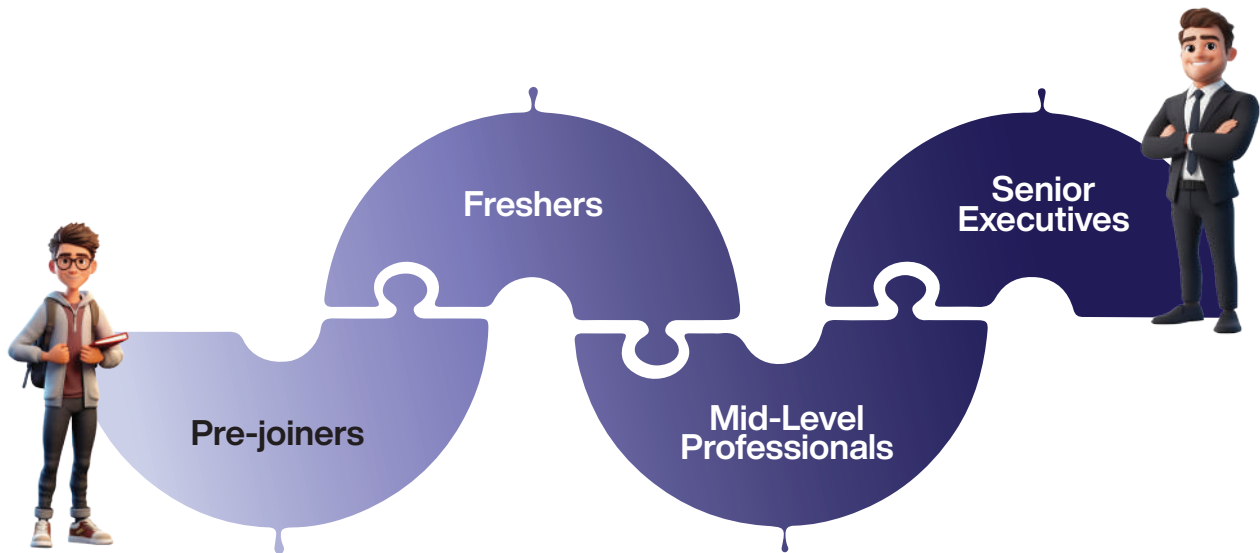 Pre-joiners
Freshers
Mid-Level
Professionals
Senior
Executives